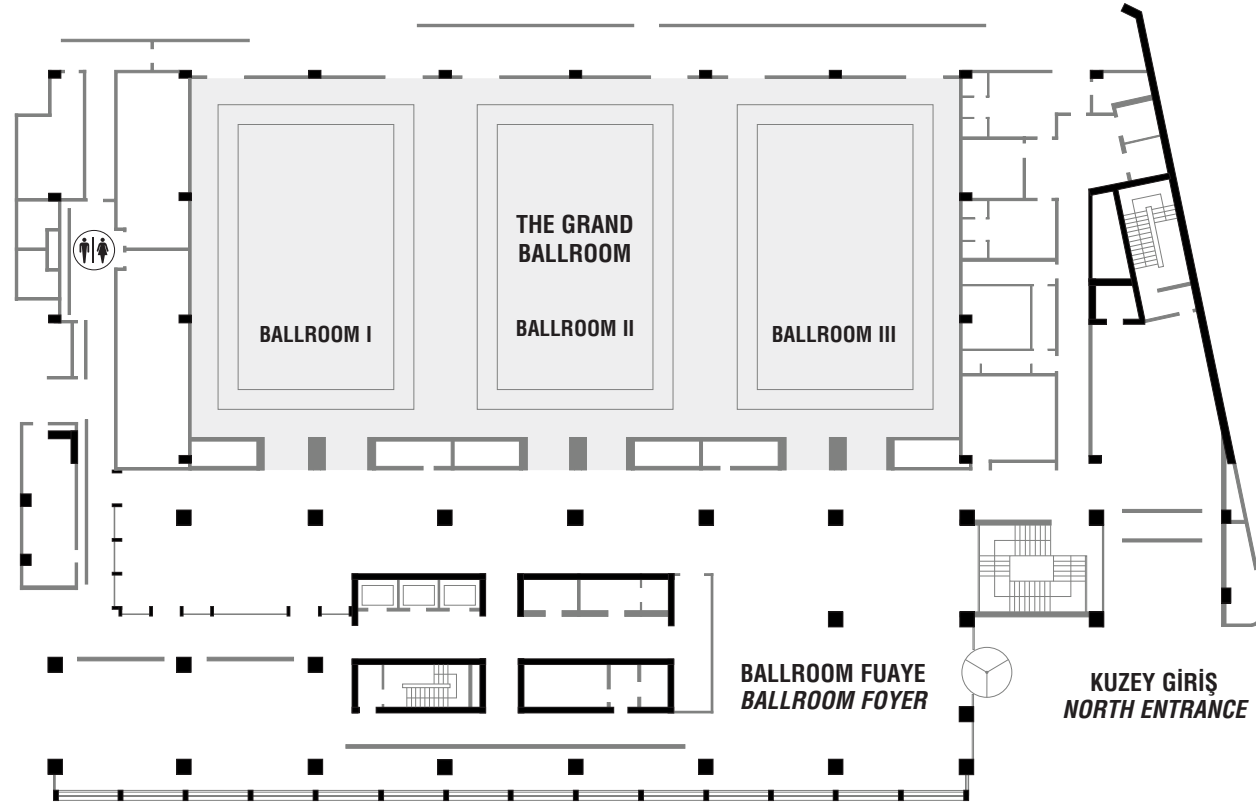 THE GRAND
BALLROOM
BALLROOM I
BALLROOM II
BALLROOM III
BALLROOM FUAYE
BALLROOM FOYER
KUZEY GİRİŞ
NORTH ENTRANCE